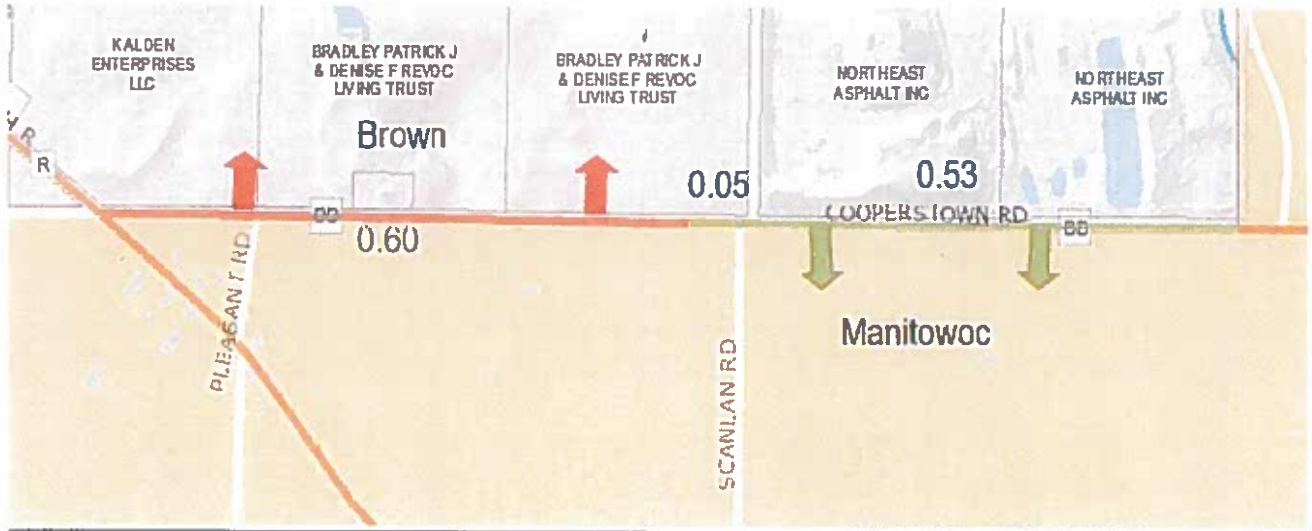 KALDEN
ENTERPRISES
LLC
BRADLEY PATRICK J
& DENISE F REVOC
LIVING TRUST
BRADLEY PATRICK J
& DENISE F REVOC
LIVING TRUST
NORTHEAST
ASPHALT INC
NORTHEAST
ASPHALT INC
Brown
H R
R
0.05
0.53
COOPERSTOWN RD
BB
0.60
PLEASANT RD
Manitowoc
SCANLAN RD